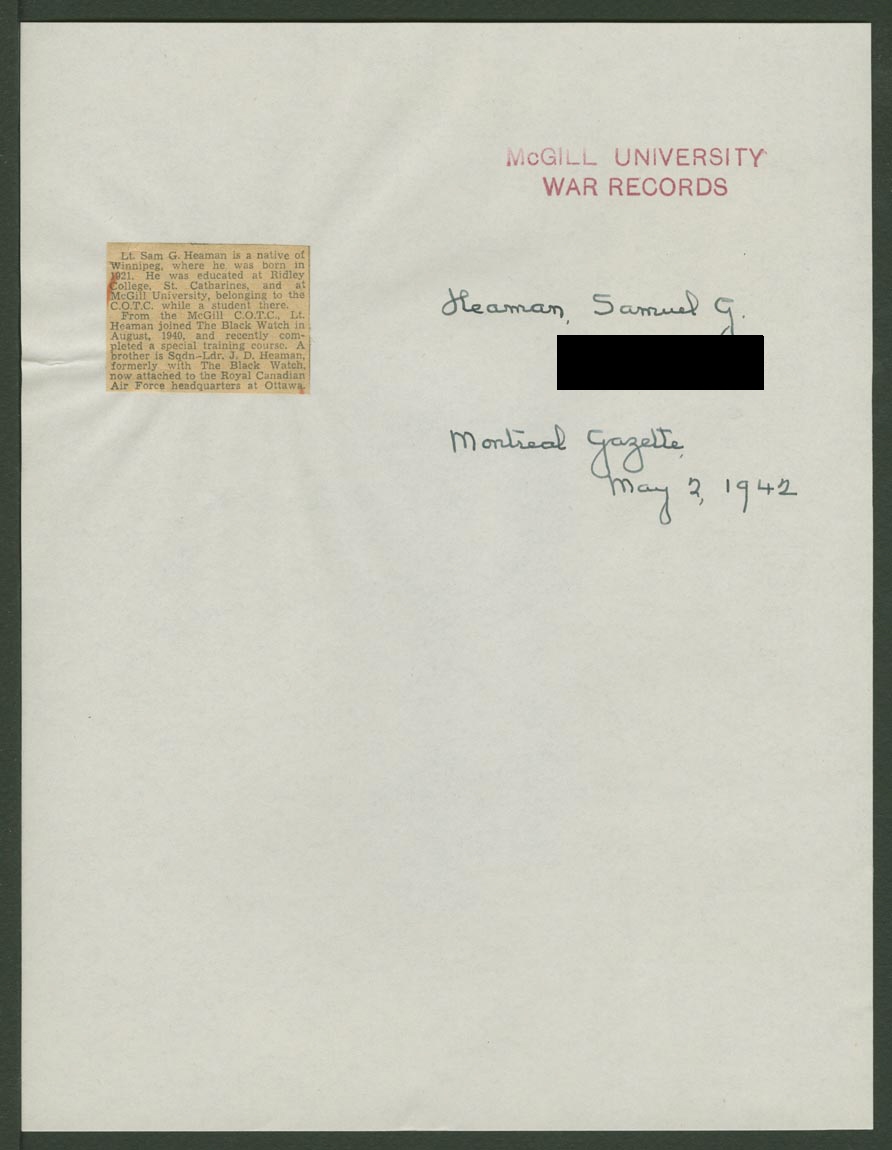 McGILL UNIVERSITY
WAR RECORDS
Lt. Sam G. Heaman is a native of
Winnipeg, where he was born in
1921. He was educated at Ridley
College, St. Catharines, and at
McGill University, belonging to the
C.O.T.C. while a student there.
From the McGill C.O.T.C., Lt.
Heaman joined The Black Watch in
August, 1940, and recently com-
pleted a special training course. A
brother is Sqdn-Ldr. J. D. Heaman,
formerly with The Black Watch,
now attached to the Royal Canadian
Air Force headquarters at Ottawa.
Heaman, Samuel G.
Montreal Gazette,
May 2, 1942